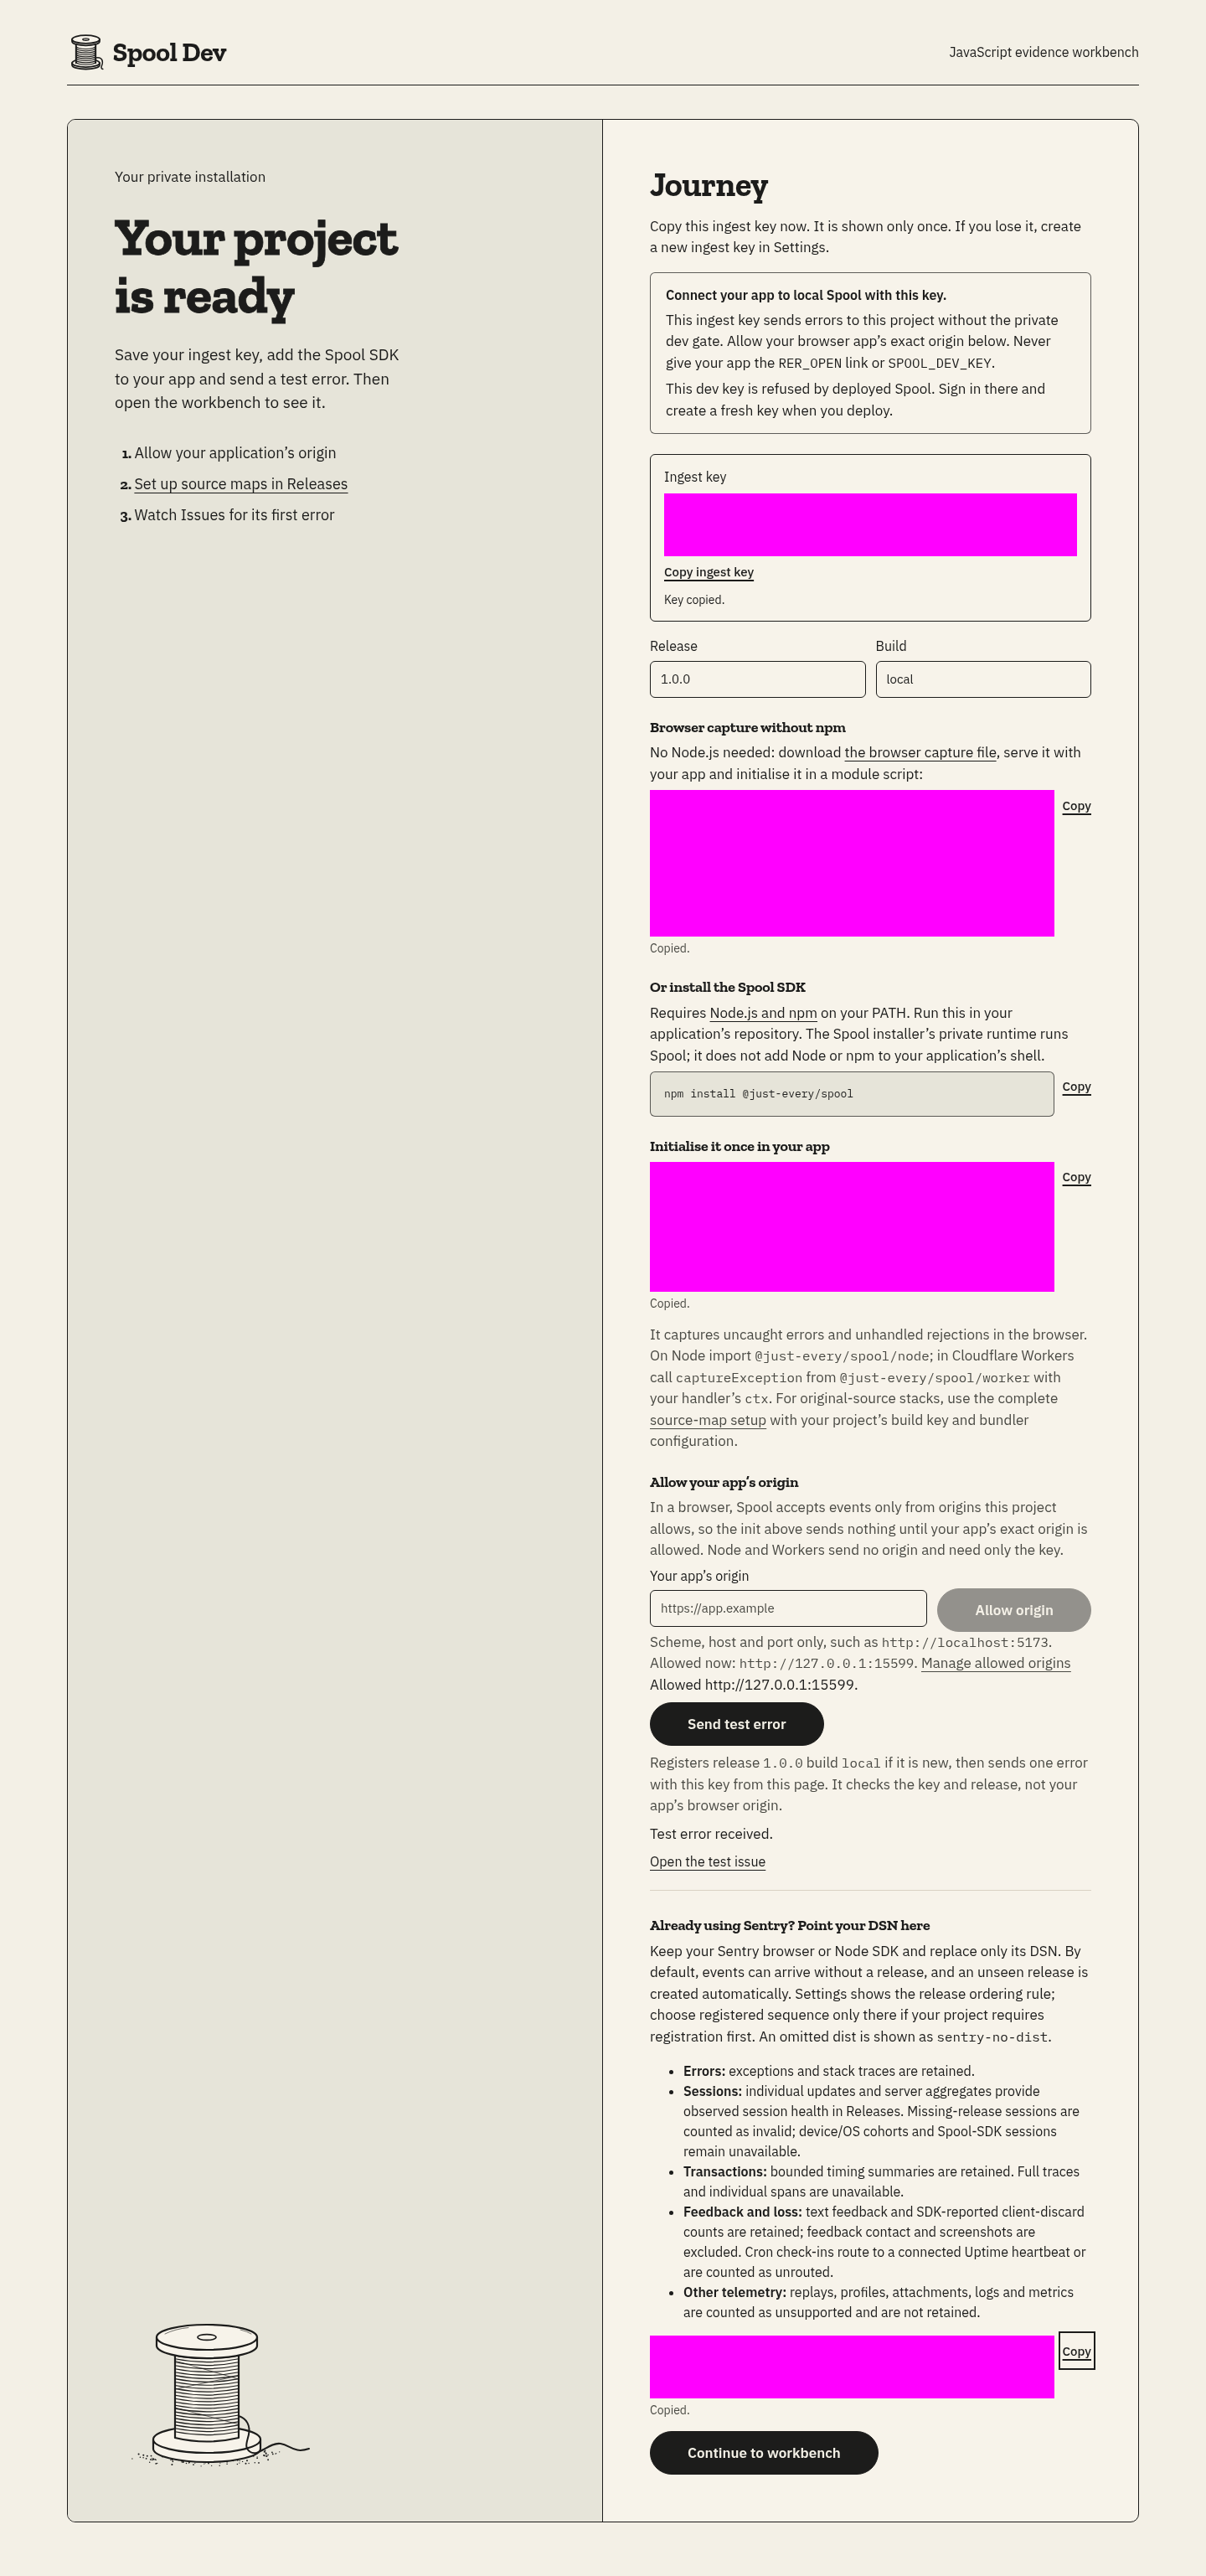 Spool Dev
JavaScript evidence workbench
Your private installation
Your project
is ready
Save your ingest key, add the Spool SDK
to your app and send a test error. Then
open the workbench to see it.
1. Allow your application’s origin
2. Set up source maps in Releases
3. Watch Issues for its first error
Journey
Copy this ingest key now. It is shown only once. If you lose it, create
a new ingest key in Settings.
Connect your app to local Spool with this key.
This ingest key sends errors to this project without the private
dev gate. Allow your browser app’s exact origin below. Never
give your app the RER_OPEN link or SPOOL_DEV_KEY.
This dev key is refused by deployed Spool. Sign in there and
create a fresh key when you deploy.
Ingest key
Copy ingest key
Key copied.
Release
Build
1.0.0
local
Browser capture without npm
No Node.js needed: download the browser capture file, serve it with
your app and initialise it in a module script:
Copy
Copied.
Or install the Spool SDK
Requires Node.js and npm on your PATH. Run this in your
application’s repository. The Spool installer’s private runtime runs
Spool; it does not add Node or npm to your application’s shell.
npm install @just-every/spool
Copy
Initialise it once in your app
Copy
Copied.
It captures uncaught errors and unhandled rejections in the browser.
On Node import @just-every/spool/node; in Cloudflare Workers
call captureException from @just-every/spool/worker with
your handler’s ctx. For original-source stacks, use the complete
source-map setup with your project’s build key and bundler
configuration.
Allow your app’s origin
In a browser, Spool accepts events only from origins this project
allows, so the init above sends nothing until your app’s exact origin is
allowed. Node and Workers send no origin and need only the key.
Your app’s origin
https://app.example
Allow origin
Scheme, host and port only, such as http://localhost:5173.
Allowed now: http://127.0.0.1:15599. Manage allowed origins
Allowed http://127.0.0.1:15599.
Send test error
Registers release 1.0.0 build local if it is new, then sends one error
with this key from this page. It checks the key and release, not your
app’s browser origin.
Test error received.
Open the test issue
Already using Sentry? Point your DSN here
Keep your Sentry browser or Node SDK and replace only its DSN. By
default, events can arrive without a release, and an unseen release is
created automatically. Settings shows the release ordering rule;
choose registered sequence only there if your project requires
registration first. An omitted dist is shown as sentry-no-dist.
• Errors: exceptions and stack traces are retained.
• Sessions: individual updates and server aggregates provide
observed session health in Releases. Missing-release sessions are
counted as invalid; device/OS cohorts and Spool-SDK sessions
remain unavailable.
• Transactions: bounded timing summaries are retained. Full traces
and individual spans are unavailable.
• Feedback and loss: text feedback and SDK-reported client-discard
counts are retained; feedback contact and screenshots are
excluded. Cron check-ins route to a connected Uptime heartbeat or
are counted as unrouted.
• Other telemetry: replays, profiles, attachments, logs and metrics
are counted as unsupported and are not retained.
Copy
Copied.
Continue to workbench